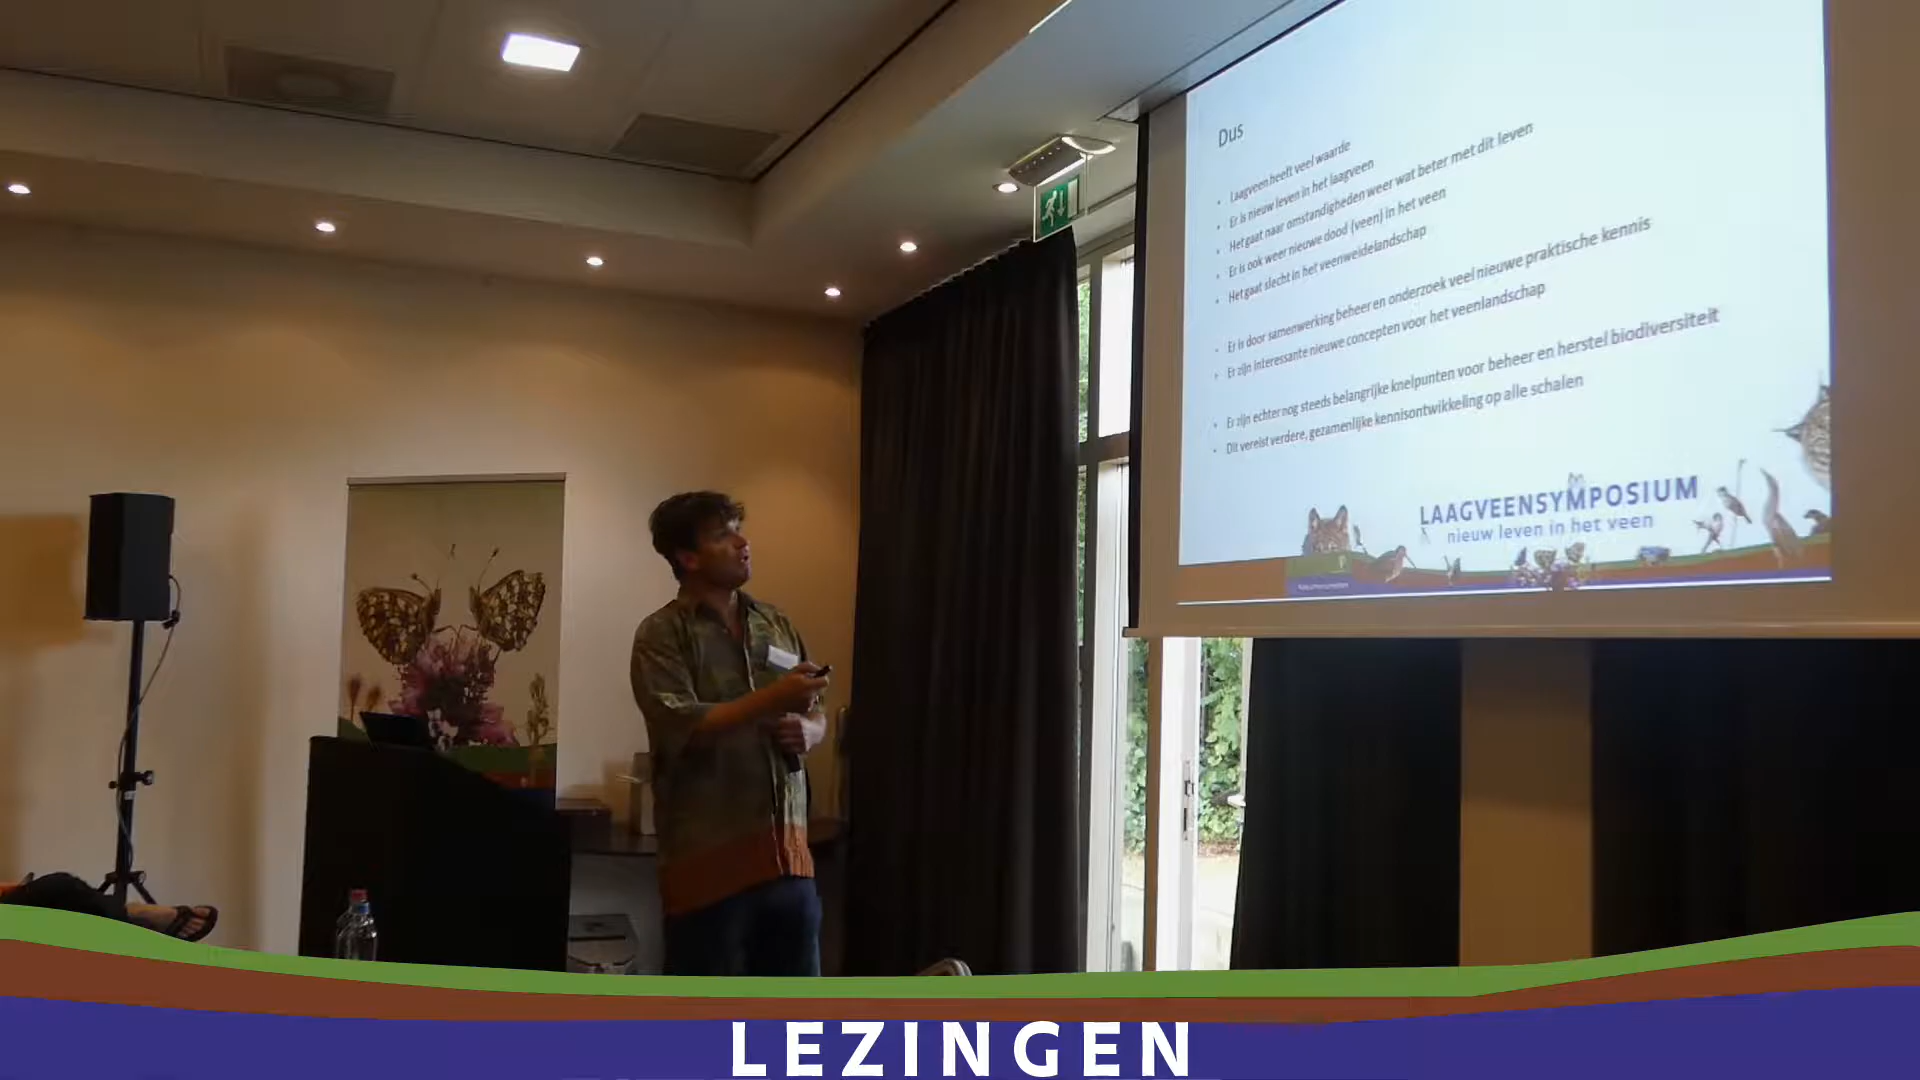 Dus
• Laagveen heeft veel waarde
• Er is nieuw leven in het laagveen
• Het gaat naar omstandigheden weer wat beter met dit leven
• Er is ook weer nieuwe dood (veen) in het veen
• Het gaat slecht in het veenweidelandschap
• Er is door samenwerking beheer en onderzoek veel nieuwe praktische kennis
• Er zijn interessante nieuwe concepten voor het veenlandschap
• Er zijn echter nog steeds belangrijke knelpunten voor beheer en herstel biodiversiteit
• Dit vereist verdere, gezamenlijke kennisontwikkeling op alle schalen
LAAGVEENSYMPOSIUM
nieuw leven in het veen
LEZINGEN